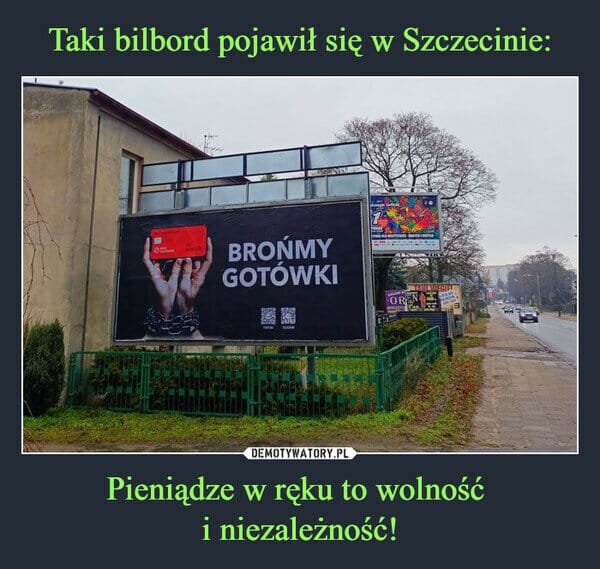 Taki bilbord pojawił się w Szczecinie:
BROŃMY
GOTÓWKI
DEMOTYWATORY.PL
Pieniądze w ręku to wolność
i niezależność!